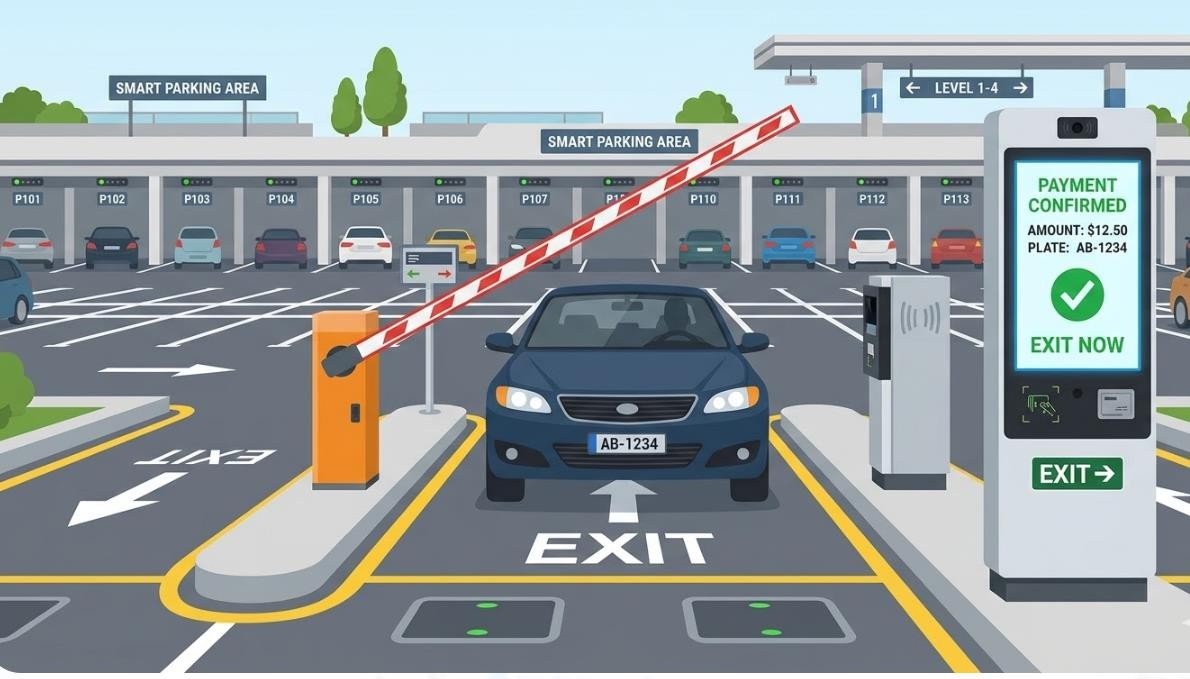 SMART PARKING AREA
1
LEVEL 1-4
SMART PARKING AREA
P101
P102
P103
P104
P105
P106
P107
P110
P111
P112
P113
PAYMENT
CONFIRMED
AMOUNT: $12.50
PLATE: AB-1234
EXIT NOW
AB-1234
EXIT
EXIT
EXIT